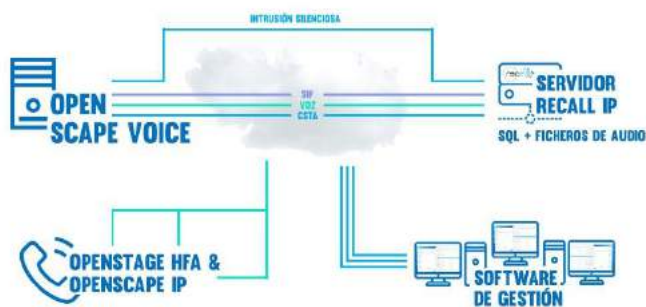 INTRUSIÓN SILENCIOSA
OPEN
SCAPE VOICE
SIP
VOZ
CSTA
SERVIDOR
RECALL IP
SQL + FICHEROS DE AUDIO
OPENSTAGE HFA &
OPENSCAPE IP
SOFTWARE
DE GESTIÓN